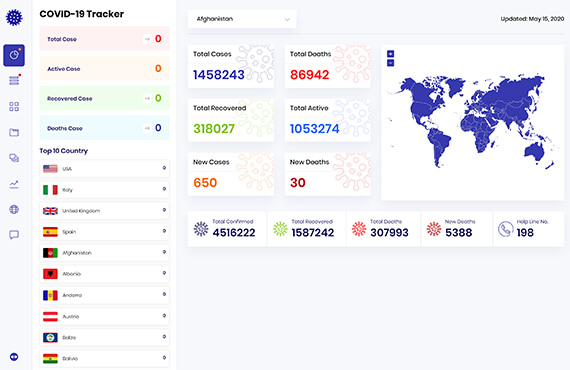 COVID-19 Tracker
Total Case 0
Active Case 0
Recovered Case 0
Deaths Case 0
Top 10 Country
USA 0
Italy 0
United Kingdom 0
Spain 0
Afghanistan 0
Albania 0
Andorra 0
Austria 0
Belize 0
Bolivia 0
Afghanistan
Updated: May 15, 2020
Total Cases
1458243
Total Deaths
86942
Total Recovered
318027
Total Active
1053274
New Cases
650
New Deaths
30
+
-
Total Confirmed
4516222
Total Recovered
1587242
Total Deaths
307993
New Deaths
5388
Help Line No.
198